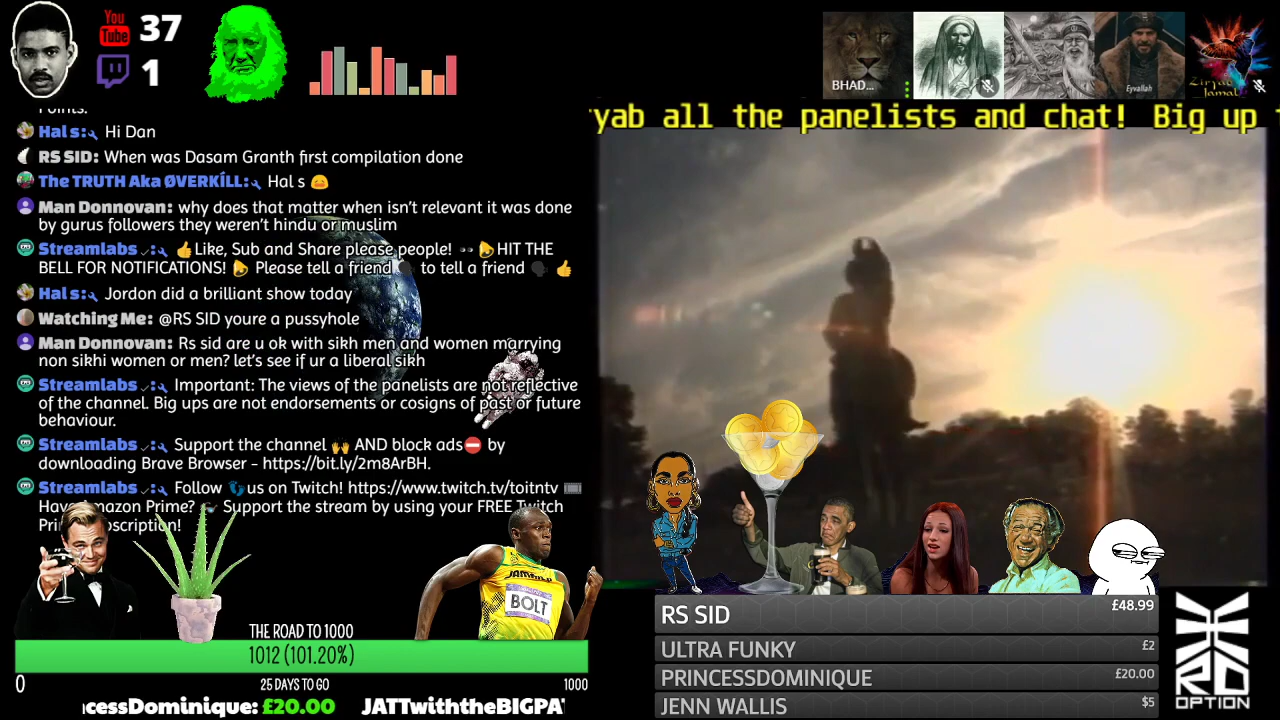 You
Tube
37
1
BHAD...
Eyvallah
Ziryab
Jamal
yab all the panelists and chat! Big up
Points.
Hal s: Hi Dan
RS SID: When was Dasam Granth first compilation done
The TRUTH Aka ØVERKÍLL: Hal s
Man Donnovan: why does that matter when isn't relevant it was done
by gurus followers they weren't hindu or muslim
Streamlabs: 👍Like, Sub and Share please people! 👀 HIT THE
BELL FOR NOTIFICATIONS! Please tell a friend to tell a friend 👍
Hal s: Jordon did a brilliant show today
Watching Me: @RS SID youre a pussyhole
Man Donnovan: Rs sid are u ok with sikh men and women marrying
non sikhi women or men? let's see if ur a liberal sikh
Streamlabs: Important: The views of the panelists are not reflective
of the channel. Big ups are not endorsements or cosigns of past or future
behaviour.
Streamlabs: Support the channel 🙌 AND block ads⛔ by
downloading Brave Browser - https://bit.ly/2m8ArBH.
Streamlabs: Follow 👣us on Twitch! https://www.twitch.tv/toitntv
Have Amazon Prime? Support the stream by using your FREE Twitch
Prime Subscription!
JAMAICA
BOLT
THE ROAD TO 1000
1012 (101.20%)
0
25 DAYS TO GO
1000
cessDominique: £20.00 JATTwiththeBIGPA
RS SID £48.99
ULTRA FUNKY £2
PRINCESSDOMINIQUE £20.00
JENN WALLIS $5
RD
OPTION